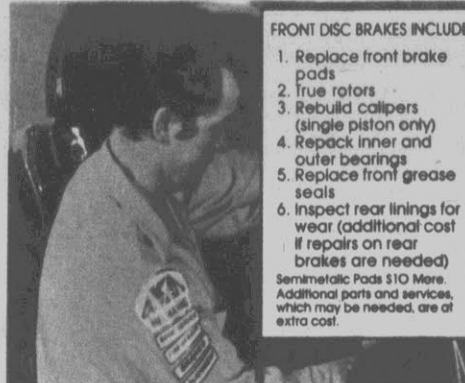 FRONT DISC BRAKES INCLUDE
1. Replace front brake
pads
2. True rotors
3. Rebuild calipers
(single piston only)
4. Repack inner and
outer bearings
5. Replace front grease
seals
6. Inspect rear linings for
wear (additional cost
if repairs on rear
brakes are needed)
Semimetalic Pads $10 More.
Additional parts and services,
which may be needed, are at
extra cost.